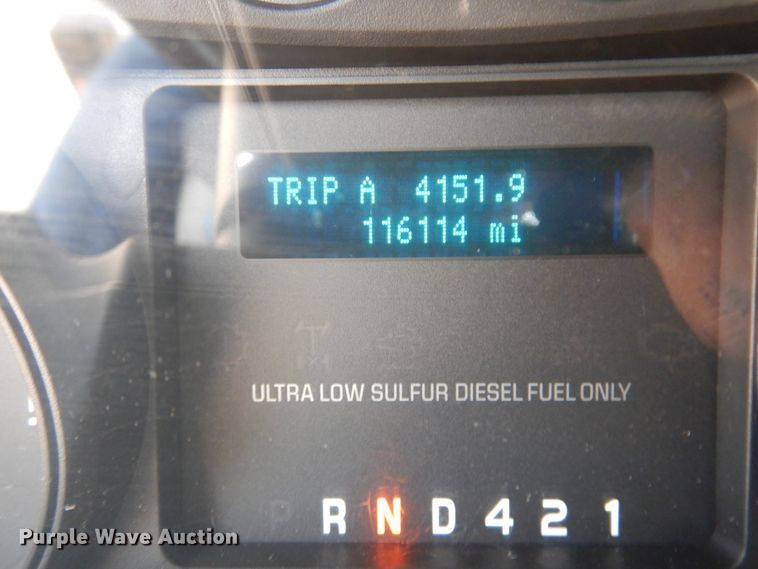 TRIP A 4151.9
116114 mi
ULTRA LOW SULFUR DIESEL FUEL ONLY
P R N D 4 2 1
Purple Wave Auction